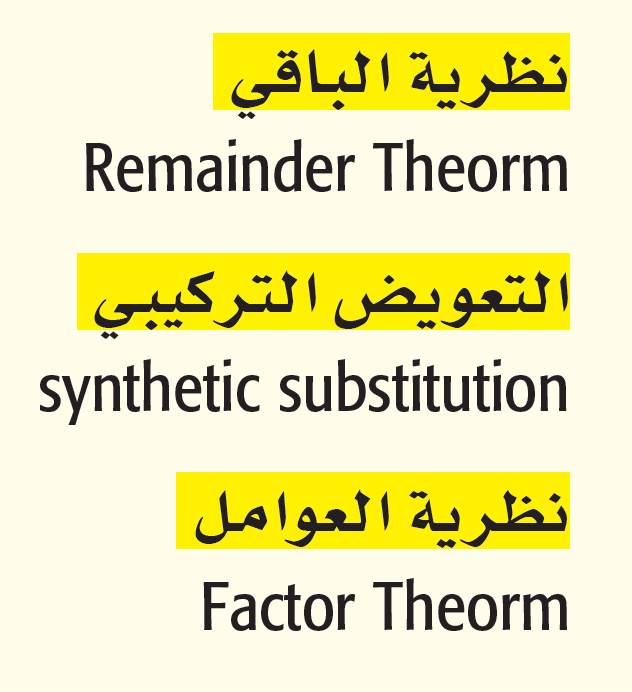 نظرية الباقي
Remainder Theorm
التعويض التركيبي
synthetic substitution
نظرية العوامل
Factor Theorm